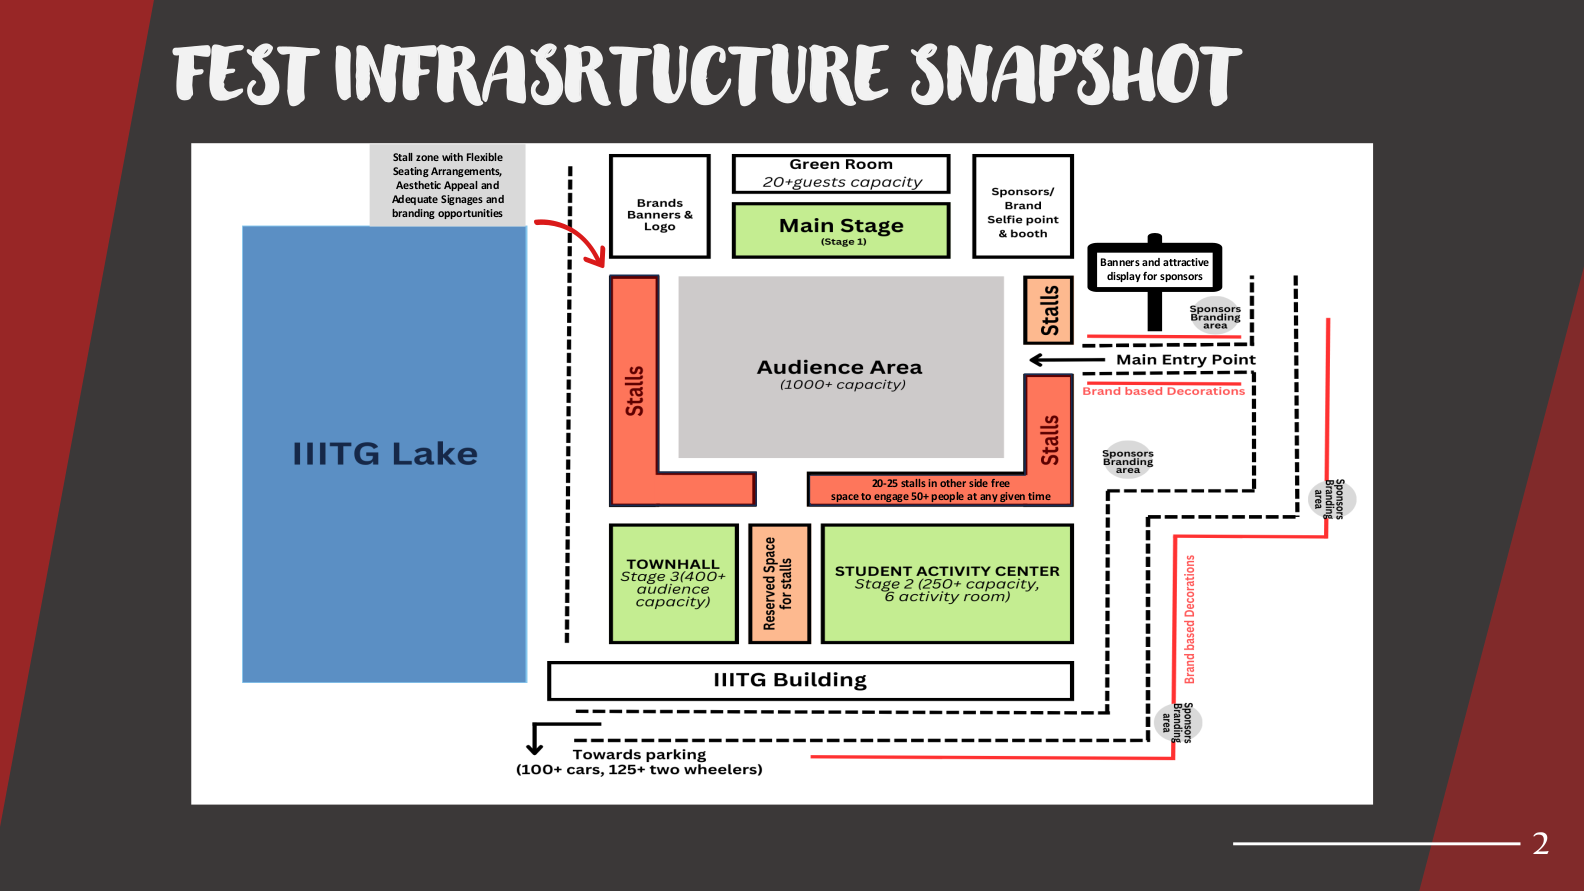 FEST INFRASRTUCTURE SNAPSHOT
Stall zone with Flexible
Seating Arrangements,
Aesthetic Appeal and
Adequate Signages and
branding opportunities
Brands
Banners &
Logo
Green Room
20+guests capacity
Main Stage
(Stage 1)
Sponsors/
Brand
Selfie point
& booth
Banners and attractive
display for sponsors
Sponsors
Branding
area
Stalls
Main Entry Point
Brand based Decorations
Audience Area
(1000+ capacity)
Stalls
Stalls
IIITG Lake
Sponsors
Branding
area
20-25 stalls in other side free
space to engage 50+ people at any given time
Sponsors
Branding
area
TOWNHALL
Stage 3(400+
audience
capacity)
Reserved Space
for stalls
STUDENT ACTIVITY CENTER
Stage 2 (250+ capacity,
6 activity room)
Brand based Decorations
IIITG Building
Sponsors
Branding
area
Towards parking
(100+ cars, 125+ two wheelers)
2